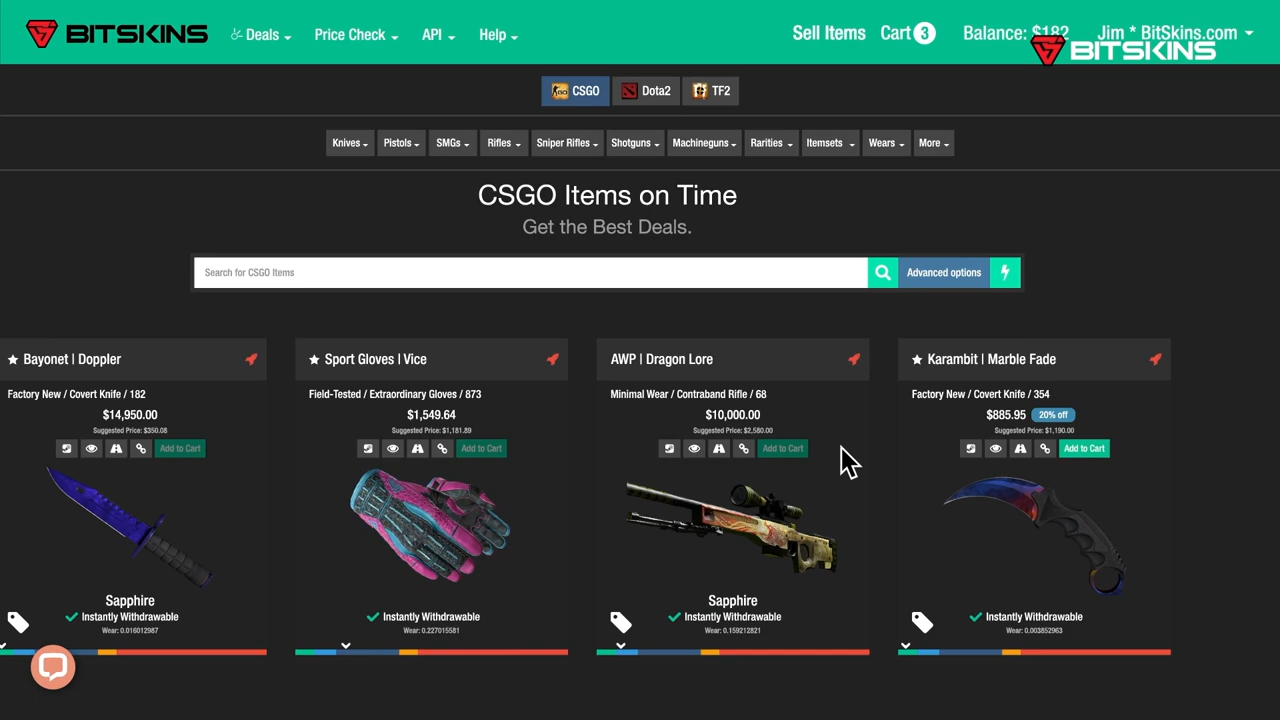 BITSKINS
Deals
Price Check
API
Help
Sell Items
Cart 3
Balance: $182
Jim * BitSkins.com
BITSKINS
CSGO
Dota2
TF2
Knives
Pistols
SMGs
Rifles
Sniper Rifles
Shotguns
Machineguns
Rarities
Itemsets
Wears
More
CSGO Items on Time
Get the Best Deals.
Search for CSGO Items
Advanced options
Bayonet | Doppler
Factory New / Covert Knife / 182
$14,950.00
Suggested Price: $350.08
Add to Cart
Sapphire
Instantly Withdrawable
Wear: 0.016012987
Sport Gloves | Vice
Field-Tested / Extraordinary Gloves / 873
$1,549.64
Suggested Price: $1,181.89
Add to Cart
Instantly Withdrawable
Wear: 0.227015581
AWP | Dragon Lore
Minimal Wear / Contraband Rifle / 68
$10,000.00
Suggested Price: $2,580.00
Add to Cart
Sapphire
Instantly Withdrawable
Wear: 0.159212821
Karambit | Marble Fade
Factory New / Covert Knife / 354
$885.95 20% off
Suggested Price: $1,190.00
Add to Cart
Instantly Withdrawable
Wear: 0.003852963